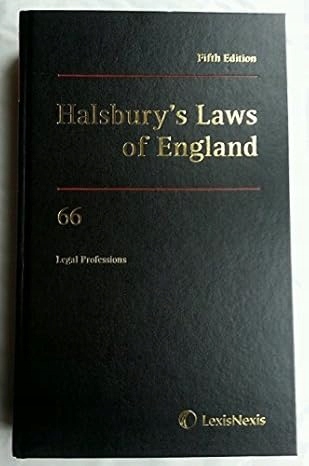 Fifth Edition
Halsbury's Laws
of England
66
Legal Professions
LexisNexis